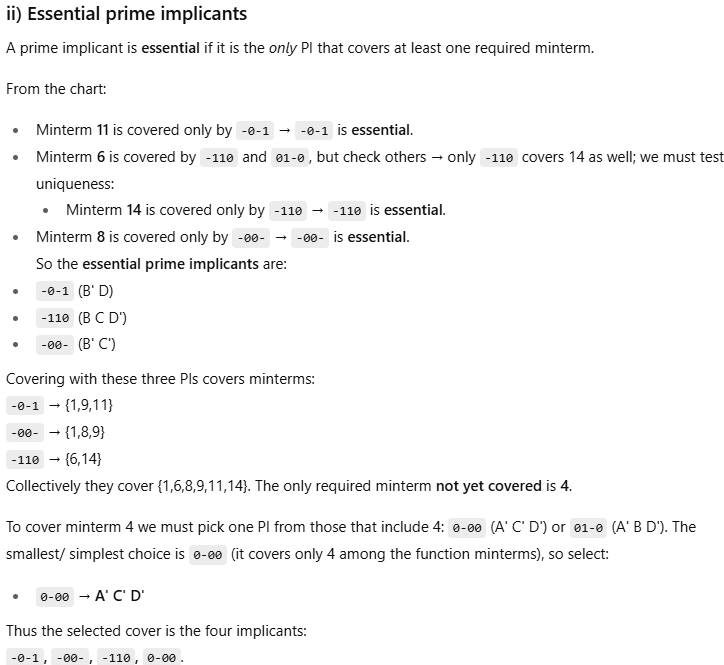 ii) Essential prime implicants
A prime implicant is essential if it is the only PI that covers at least one required minterm.
From the chart:
• Minterm 11 is covered only by -0-1 → -0-1 is essential.
• Minterm 6 is covered by -110 and 01-0, but check others → only -110 covers 14 as well; we must test
uniqueness:
• Minterm 14 is covered only by -110 → -110 is essential.
• Minterm 8 is covered only by -00- → -00- is essential.
So the essential prime implicants are:
• -0-1 (B' D)
• -110 (B C D')
• -00- (B' C')
Covering with these three PIs covers minterms:
-0-1 → {1,9,11}
-00- → {1,8,9}
-110 → {6,14}
Collectively they cover {1,6,8,9,11,14}. The only required minterm not yet covered is 4.
To cover minterm 4 we must pick one PI from those that include 4: 0-00 (A' C' D') or 01-0 (A' B D'). The
smallest/ simplest choice is 0-00 (it covers only 4 among the function minterms), so select:
• 0-00 → A' C' D'
Thus the selected cover is the four implicants:
-0-1, -00-, -110, 0-00.